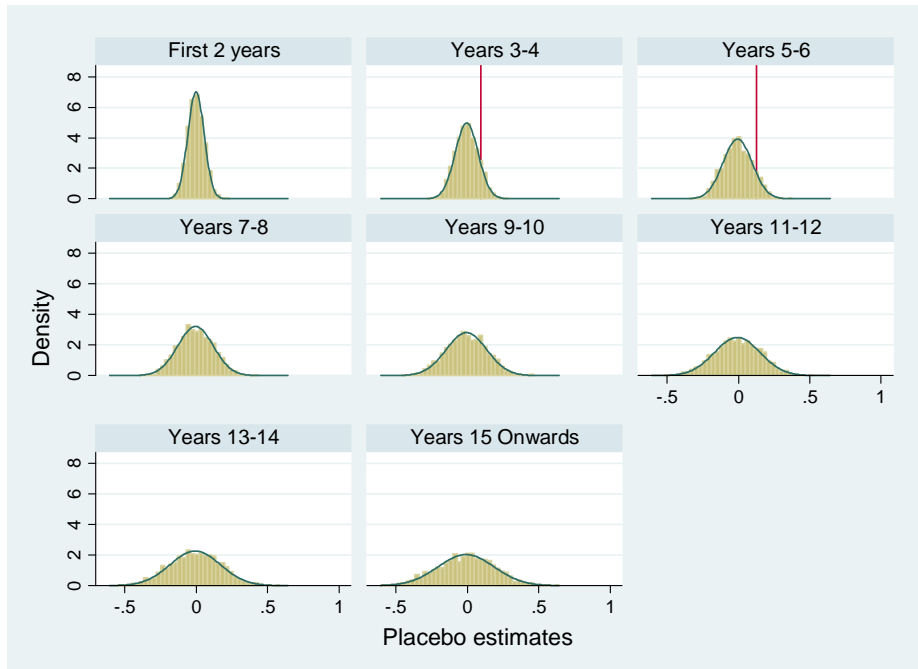 First 2 years
Years 3-4
Years 5-6
8
6
4
2
0
Years 7-8
Years 9-10
Years 11-12
8
6
4
2
0
-.5 0 .5 1
Years 13-14
Years 15 Onwards
8
6
4
2
0
-.5 0 .5 1
-.5 0 .5 1
Density
Placebo estimates